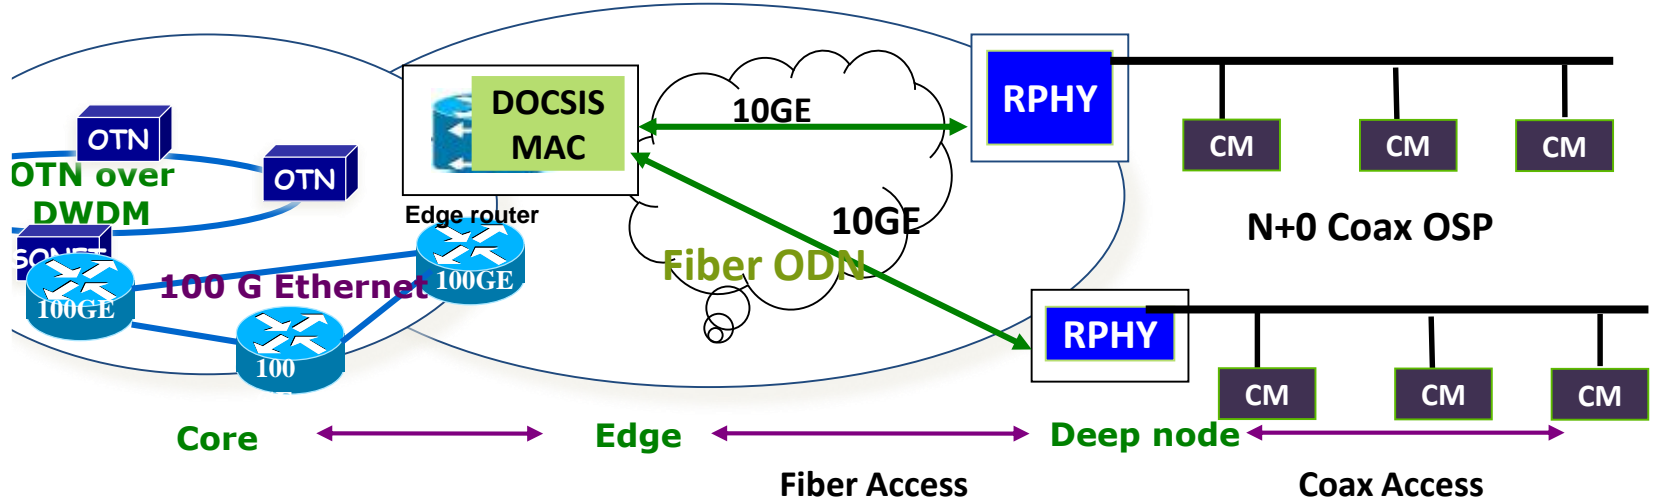 DOCSIS
MAC
10GE
RPHY
CM
CM
CM
OTN
OTN
OTN over
DWDM
SONET
Edge router
10GE
Fiber ODN
N+0 Coax OSP
100GE
100 G Ethernet
100GE
100
RPHY
CM
CM
CM
Core
Edge
Deep node
Fiber Access
Coax Access